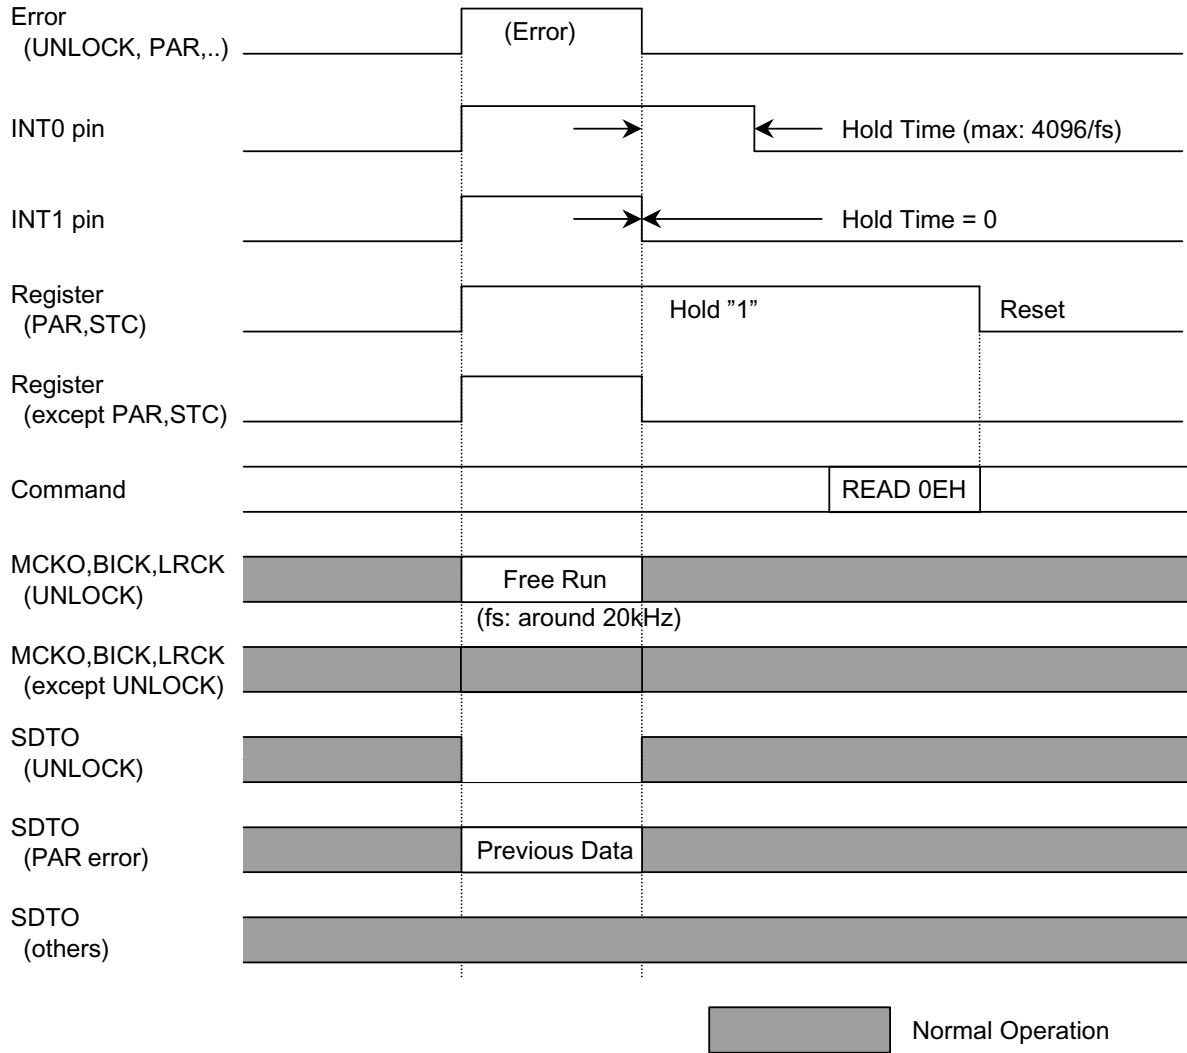 Error
(UNLOCK, PAR,..)
(Error)
INT0 pin
Hold Time (max: 4096/fs)
INT1 pin
Hold Time = 0
Register
(PAR,STC)
Hold ”1”
Reset
Register
(except PAR,STC)
Command
READ 0EH
MCKO,BICK,LRCK
(UNLOCK)
Free Run
(fs: around 20kHz)
MCKO,BICK,LRCK
(except UNLOCK)
SDTO
(UNLOCK)
SDTO
(PAR error)
Previous Data
SDTO
(others)
Normal Operation